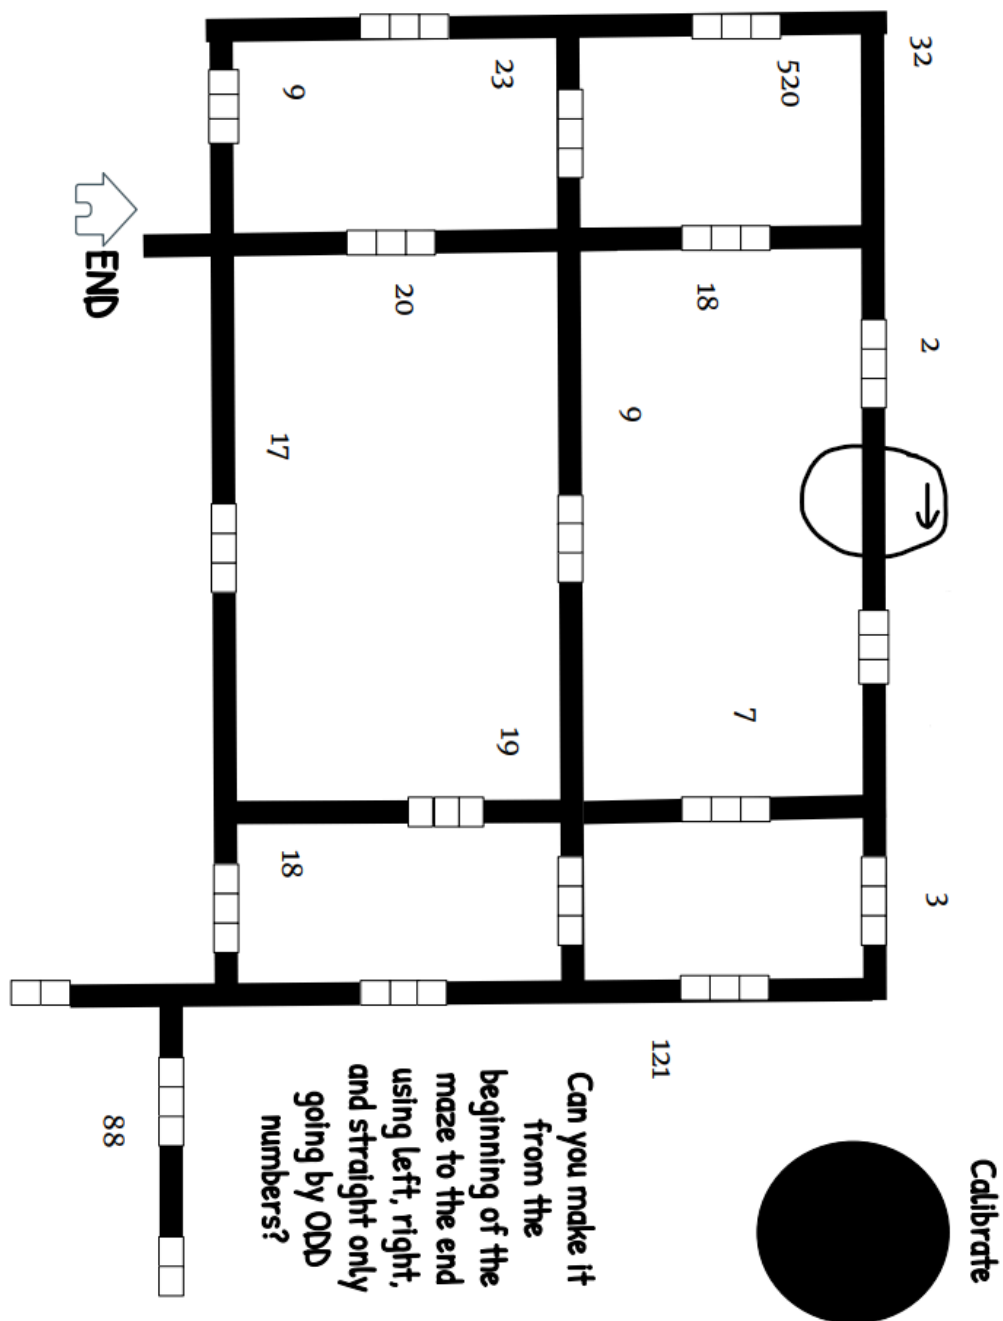 Calibrate
32
2
3
520
7
18
121
9
Can you make it
from the
beginning of the
maze to the end
using left, right,
and straight only
going by ODD
numbers?
19
23
20
9
18
17
88
END